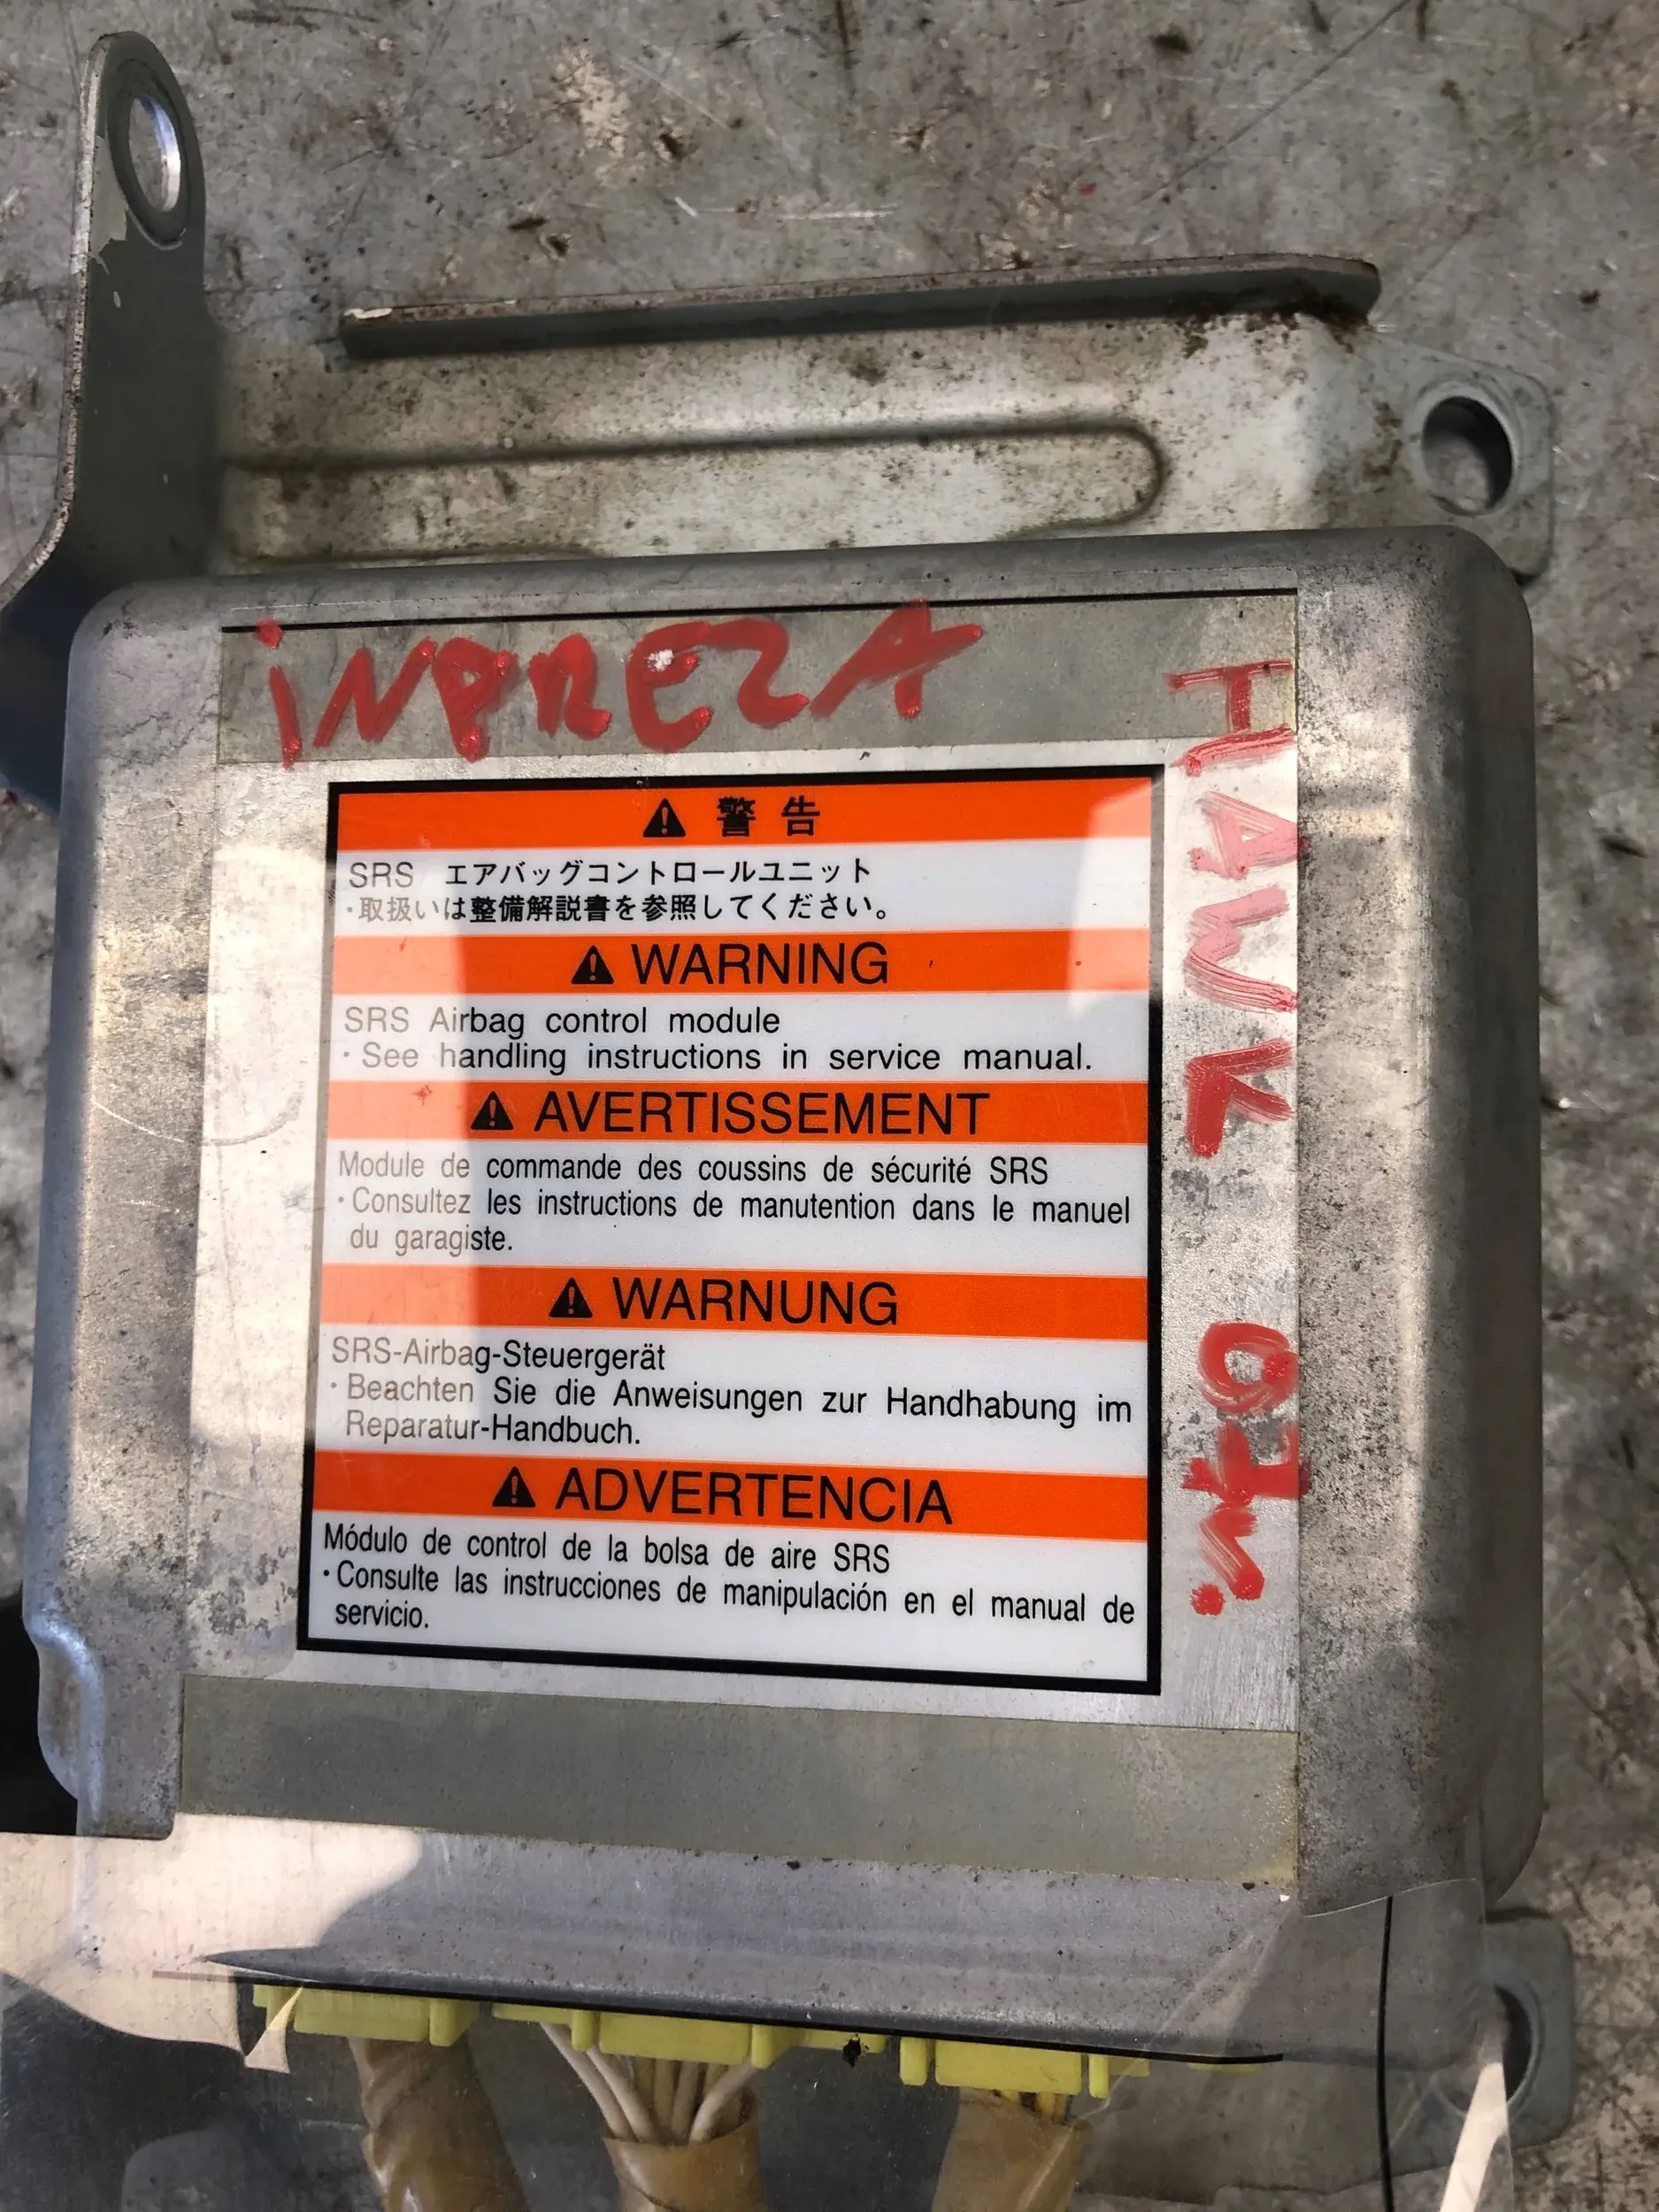 iMPREZA
HAWK 07r.
警 告
SRS エアバッグコントロールユニット
・取扱いは整備解説書を参照してください。
WARNING
SRS Airbag control module
・See handling instructions in service manual.
AVERTISSEMENT
Module de commande des coussins de sécurité SRS
・Consultez les instructions de manutention dans le manuel
du garagiste.
WARNUNG
SRS-Airbag-Steuergerät
・Beachten Sie die Anweisungen zur Handhabung im
Reparatur-Handbuch.
ADVERTENCIA
Módulo de control de la bolsa de aire SRS
・Consulte las instrucciones de manipulación en el manual de
servicio.